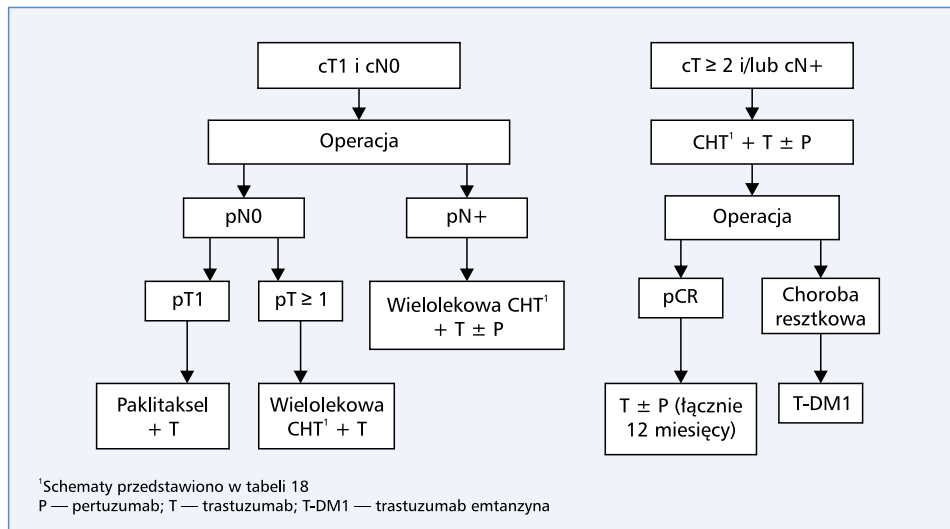 cT1 i cN0
Operacja
pN0
pN+
pT1
pT ≥ 1
Wielolekowa CHT¹
+ T ± P
Paklitaksel
+ T
Wielolekowa
CHT¹ + T
cT ≥ 2 i/lub cN+
CHT¹ + T ± P
Operacja
pCR
Choroba
resztkowa
T ± P (łącznie
12 miesięcy)
T-DM1
¹Schematy przedstawiono w tabeli 18
P — pertuzumab; T — trastuzumab; T-DM1 — trastuzumab emtanzyna